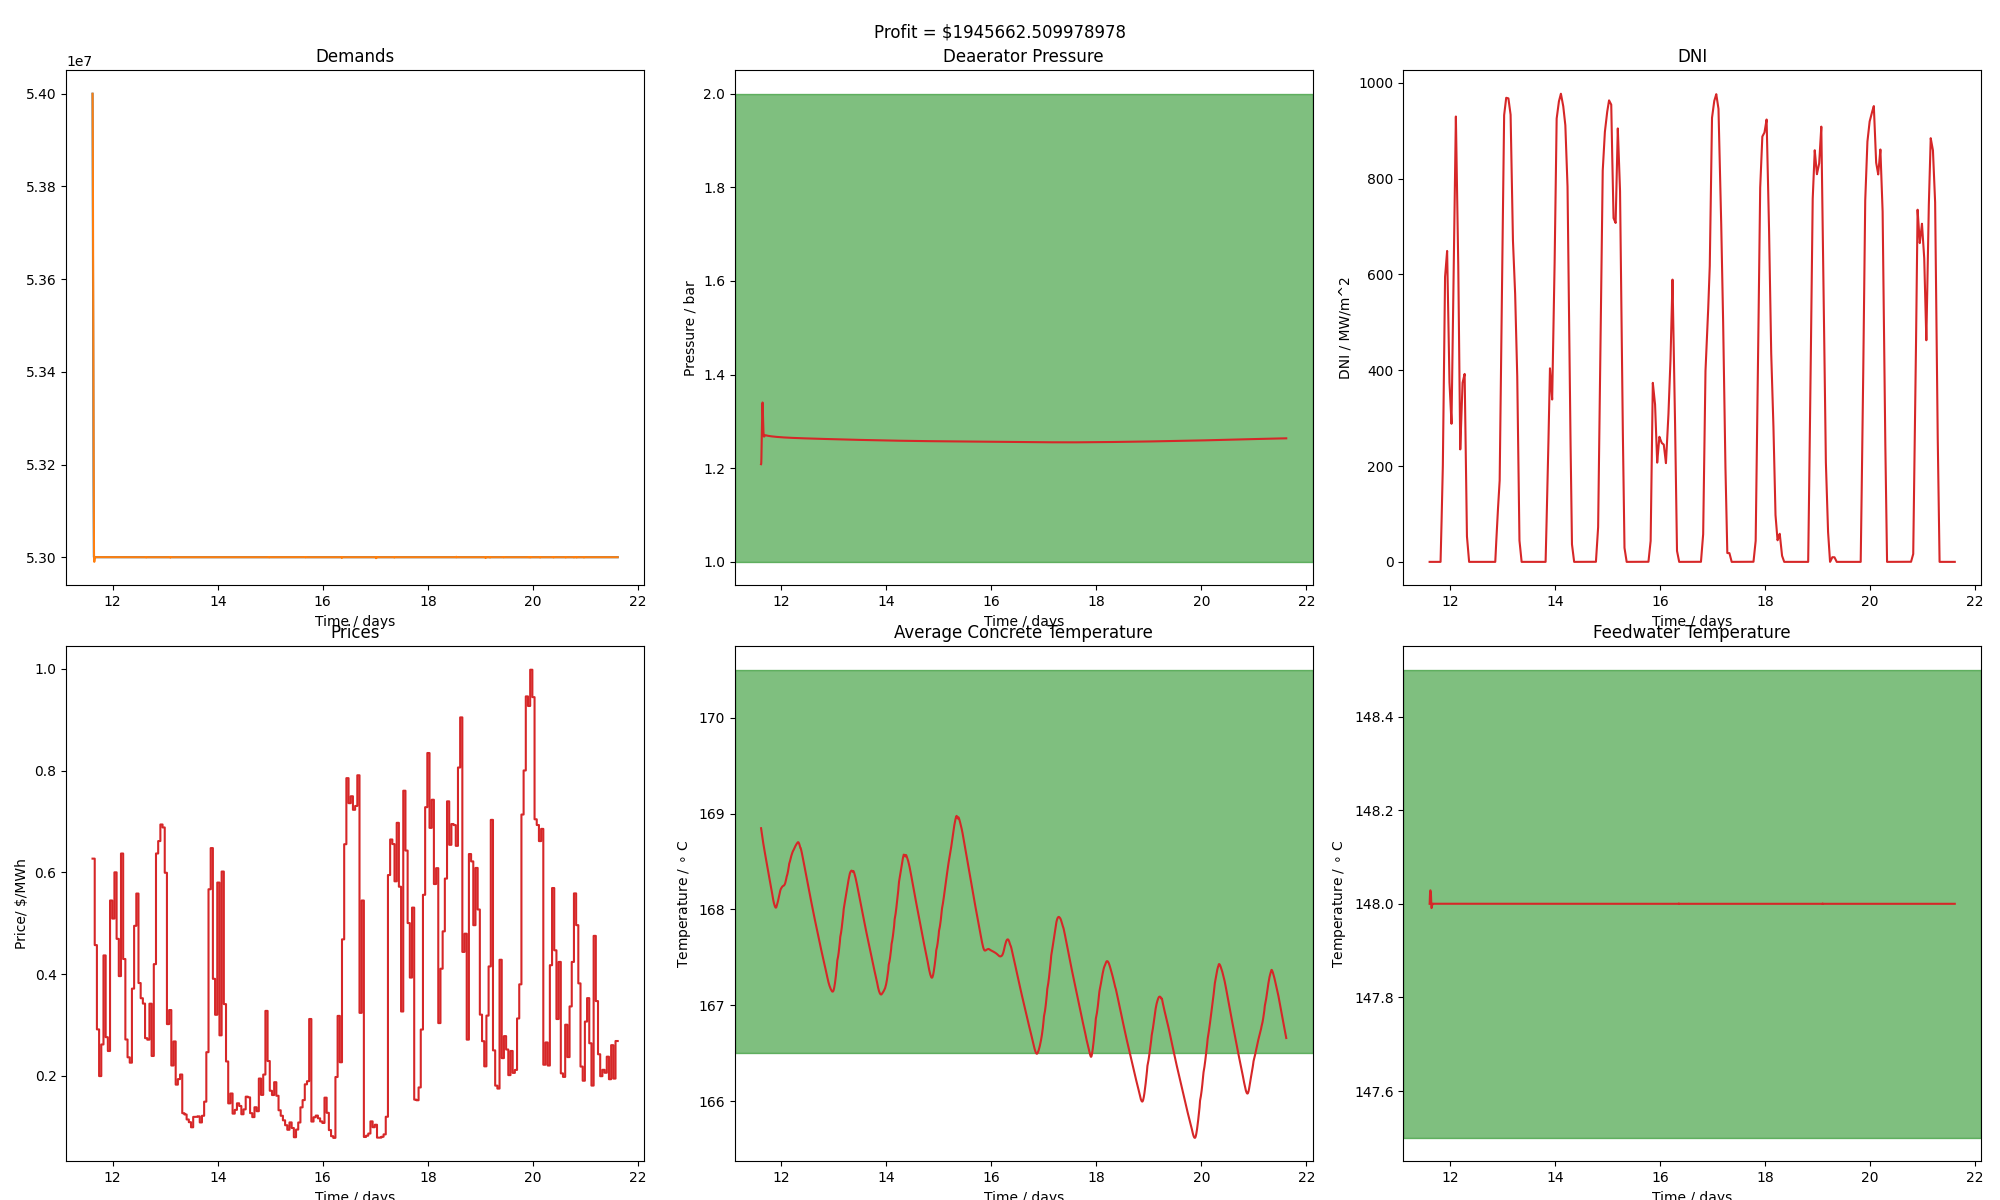 Profit = $1945662.509978978
Demands
1e7
5.40
5.38
5.36
5.34
5.32
5.30
12 14 16 18 20 22
Time / days
Deaerator Pressure
Pressure / bar
2.0
1.8
1.6
1.4
1.2
1.0
12 14 16 18 20 22
Time / days
DNI
DNI / MW/m^2
1000
800
600
400
200
0
12 14 16 18 20 22
Time / days
Prices
Price/ $/MWh
1.0
0.8
0.6
0.4
0.2
12 14 16 18 20 22
Time / days
Average Concrete Temperature
Temperature / ∘ C
170
169
168
167
166
12 14 16 18 20 22
Time / days
Feedwater Temperature
Temperature / ∘ C
148.4
148.2
148.0
147.8
147.6
12 14 16 18 20 22
Time / days